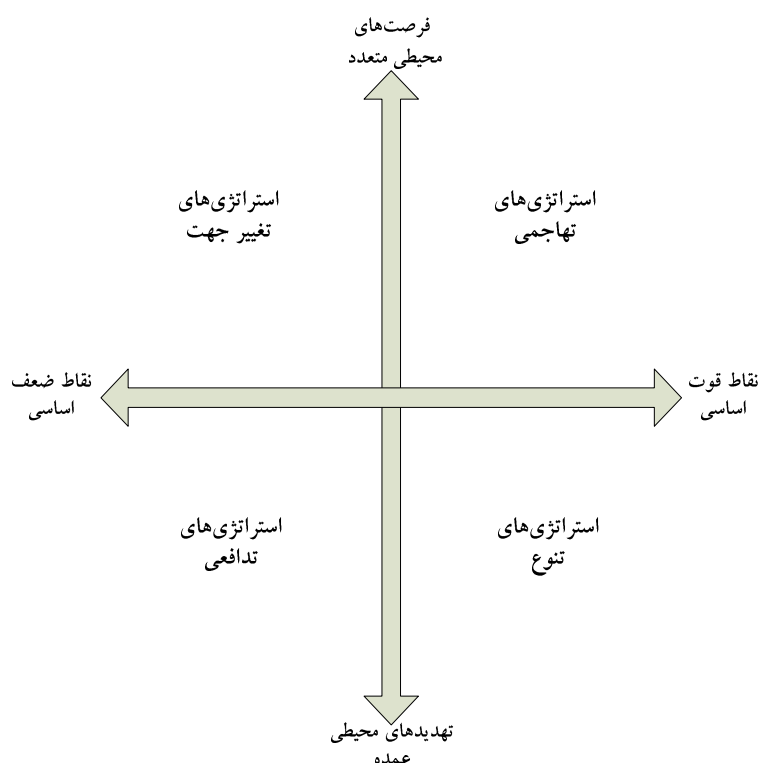 فرصت‌های
محیطی متعدد
استراتژی‌های
تهاجمی
استراتژی‌های
تغییر جهت
نقاط قوت
اساسی
نقاط ضعف
اساسی
استراتژی‌های
تنوع
استراتژی‌های
تدافعی
تهدیدهای محیطی
عمده